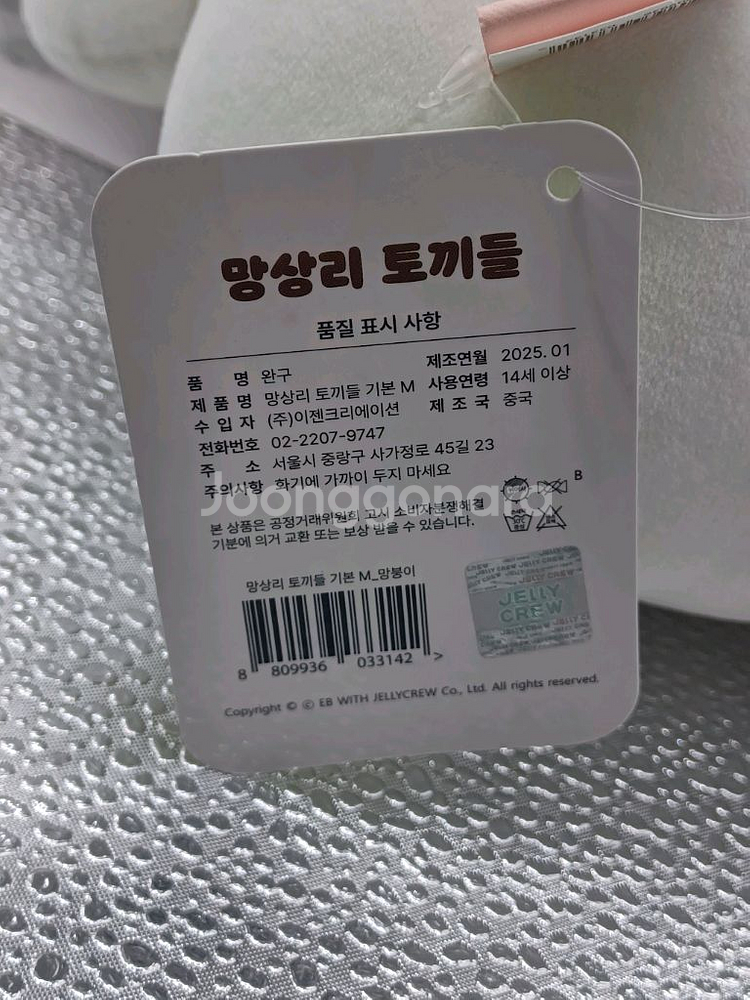 망상리 토끼들
품질 표시 사항
품 명 완구
제조연월 2025. 01
제 품 명 망상리 토끼들 기본 M
사용연령 14세 이상
수 입 자 (주)이젠크리에이션
제 조 국 중국
전화번호 02-2207-9747
주 소 서울시 중랑구 사가정로 45길 23
주의사항 화기에 가까이 두지 마세요
Joonggonara
B
본 상품은 공정거래위원회 고시 소비자분쟁해결
기분에 의거 교환 또는 보상 받을 수 있습니다.
망상리 토끼들 기본 M_망붕이
JELLY
CREW
8 809936 033142 >
Copyright © ⓒ EB WITH JELLYCREW Co., Ltd. All rights reserved.